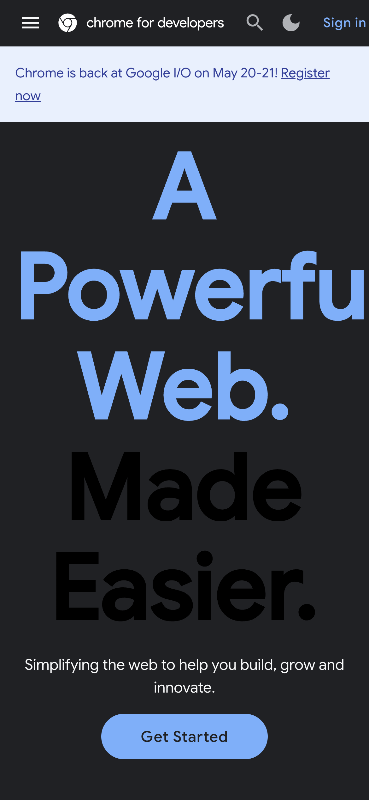 chrome for developers
Sign in
Chrome is back at Google I/O on May 20-21! Register
now
A
Powerfu
Web.
Made
Easier.
Simplifying the web to help you build, grow and
innovate.
Get Started